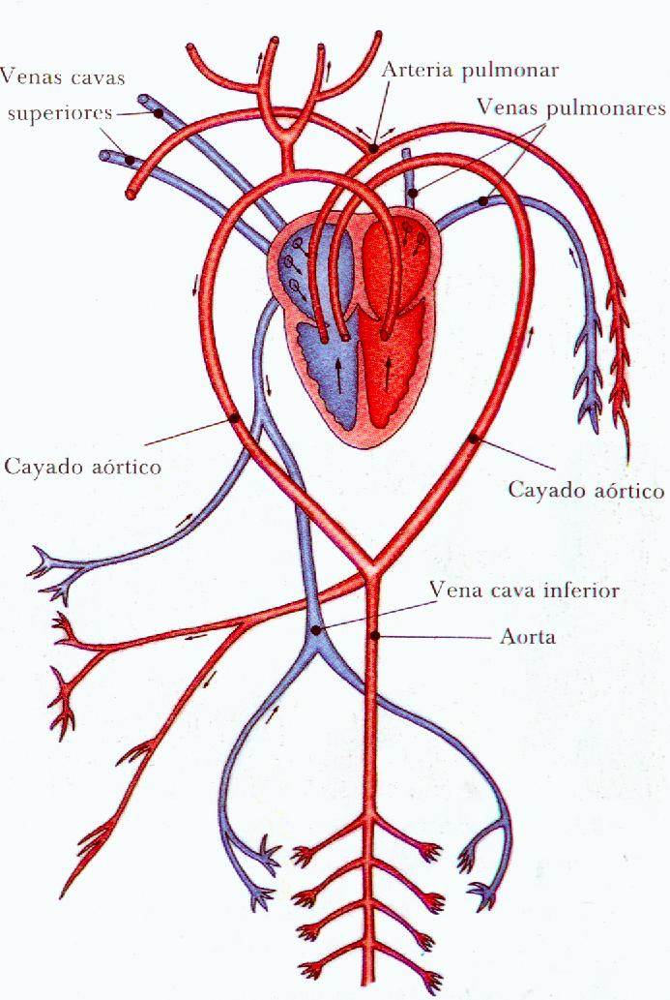 Venas cavas
superiores
Arteria pulmonar
Venas pulmonares
Cayado aórtico
Cayado aórtico
Vena cava inferior
Aorta